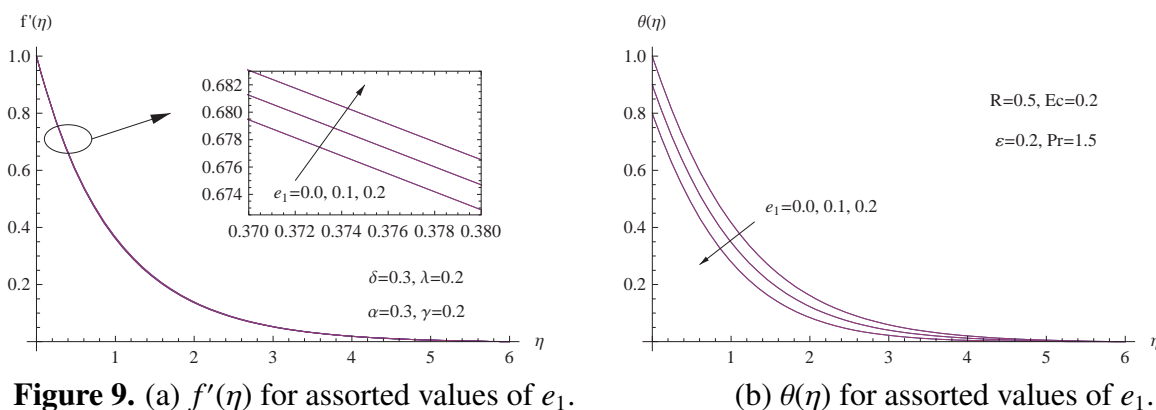 f'(η)
1.0
0.8
0.6
0.4
0.2
1 2 3 4 5 6 η
0.682
0.680
0.678
0.676
0.674
0.370 0.372 0.374 0.376 0.378 0.380
e₁=0.0, 0.1, 0.2
δ=0.3, λ=0.2
α=0.3, γ=0.2
θ(η)
1.0
0.8
0.6
0.4
0.2
1 2 3 4 5 6 η
R=0.5, Ec=0.2
ε=0.2, Pr=1.5
e₁=0.0, 0.1, 0.2
Figure 9. (a) f′(η) for assorted values of e₁. (b) θ(η) for assorted values of e₁.